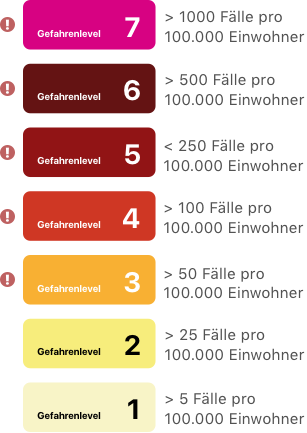 Gefahrenlevel 7
> 1000 Fälle pro
100.000 Einwohner
Gefahrenlevel 6
> 500 Fälle pro
100.000 Einwohner
Gefahrenlevel 5
< 250 Fälle pro
100.000 Einwohner
Gefahrenlevel 4
> 100 Fälle pro
100.000 Einwohner
Gefahrenlevel 3
> 50 Fälle pro
100.000 Einwohner
Gefahrenlevel 2
> 25 Fälle pro
100.000 Einwohner
Gefahrenlevel 1
> 5 Fälle pro
100.000 Einwohner